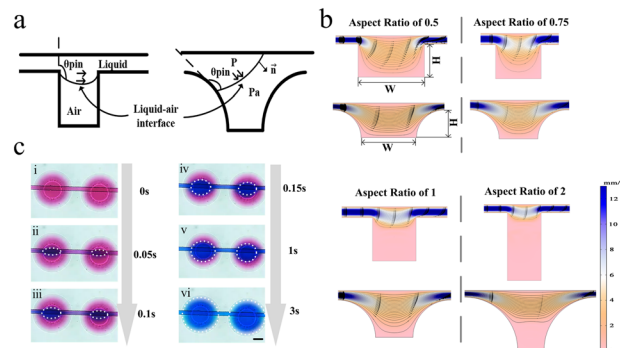 a
θpin
Liquid
Air
Liquid-air
interface
θpin
P
n
Pa
b
Aspect Ratio of 0.5
Aspect Ratio of 0.75
H
W
H
W
Aspect Ratio of 1
Aspect Ratio of 2
mm/
12
10
8
6
4
2
c
i
0s
ii
0.05s
iii
0.1s
iv
0.15s
v
1s
vi
3s